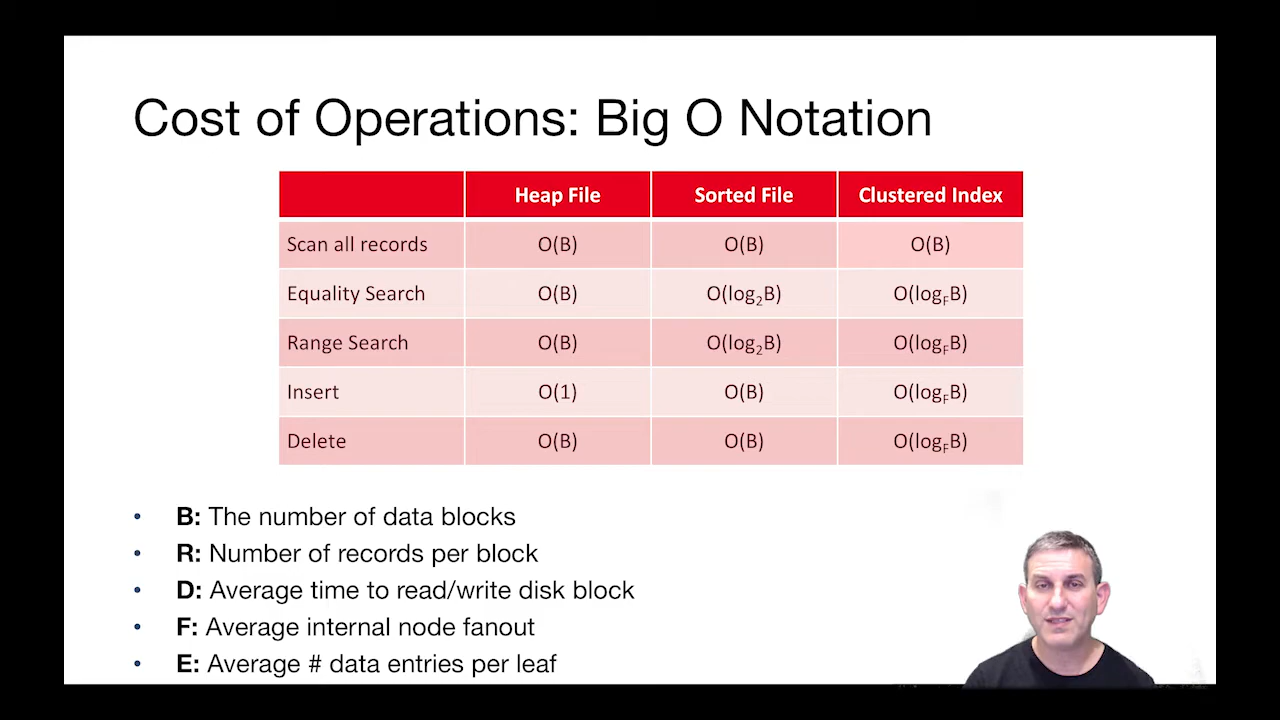 Cost of Operations: Big O Notation
Heap File Sorted File Clustered Index
Scan all records O(B) O(B) O(B)
Equality Search O(B) O(log₂B) O(logFB)
Range Search O(B) O(log₂B) O(logFB)
Insert O(1) O(B) O(logFB)
Delete O(B) O(B) O(logFB)
• B: The number of data blocks
• R: Number of records per block
• D: Average time to read/write disk block
• F: Average internal node fanout
• E: Average # data entries per leaf